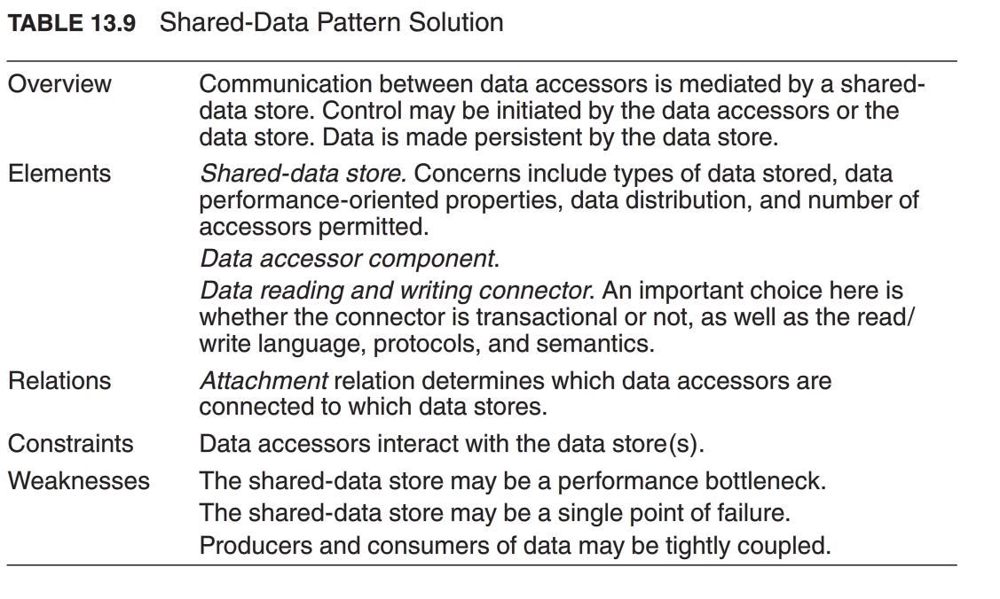 TABLE 13.9 Shared-Data Pattern Solution
Overview Communication between data accessors is mediated by a shared-
data store. Control may be initiated by the data accessors or the
data store. Data is made persistent by the data store.
Elements Shared-data store. Concerns include types of data stored, data
performance-oriented properties, data distribution, and number of
accessors permitted.
Data accessor component.
Data reading and writing connector. An important choice here is
whether the connector is transactional or not, as well as the read/
write language, protocols, and semantics.
Relations Attachment relation determines which data accessors are
connected to which data stores.
Constraints Data accessors interact with the data store(s).
Weaknesses The shared-data store may be a performance bottleneck.
The shared-data store may be a single point of failure.
Producers and consumers of data may be tightly coupled.